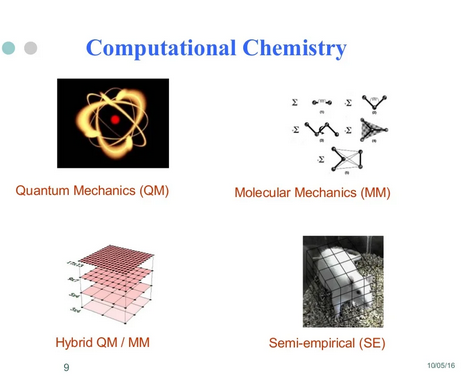 Computational Chemistry
Quantum Mechanics (QM)
Molecular Mechanics (MM)
Hybrid QM / MM
Semi-empirical (SE)
9
10/05/16